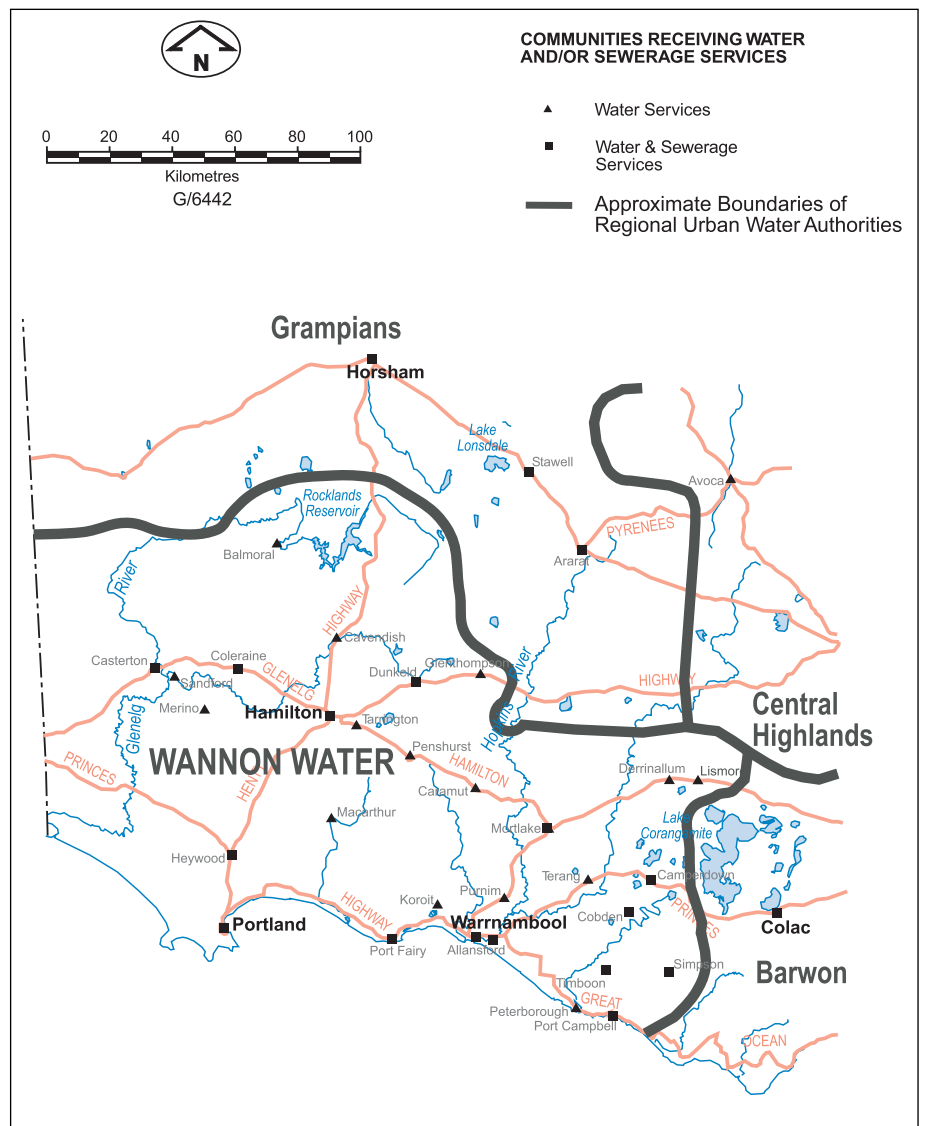 N
COMMUNITIES RECEIVING WATER
AND/OR SEWERAGE SERVICES
Water Services
Water & Sewerage
Services
Approximate Boundaries of
Regional Urban Water Authorities
0 20 40 60 80 100
Kilometres
G/6442
Grampians
Horsham
Lake
Lonsdale
Stawell
Avoca
Rocklands
Reservoir
PYRENEES
Balmoral
Ararat
River
HIGHWAY
Cavendish
Casterton
Coleraine
Glenthompson
River
Dunkeld
GLENELG
Sandford
HIGHWAY
Merino
Hamilton
Tarrington
Glenelg
Hopkins
Central
Highlands
Penshurst
WANNON WATER
PRINCES
HENTY
HAMILTON
Derrinallum
Lismore
Caramut
Macarthur
Mortlake
Lake
Corangamite
Heywood
Terang
Camperdown
Koroit
Purnim
HIGHWAY
PRINCES
Cobden
Portland
Warrnambool
Colac
Port Fairy
Allansford
Simpson
Barwon
Timboon
GREAT
Peterborough
Port Campbell
OCEAN